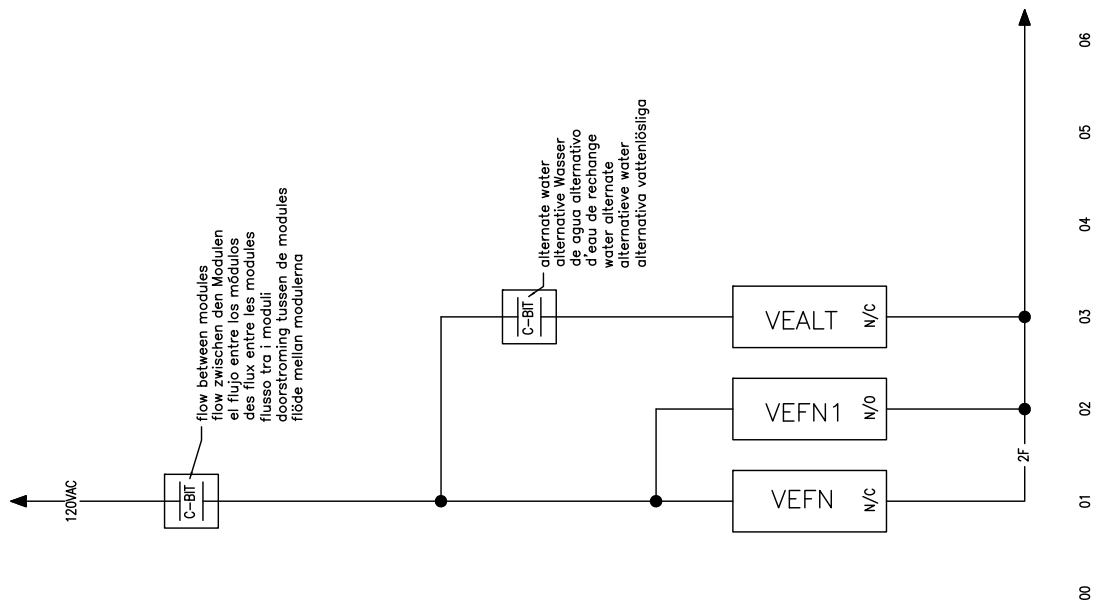 120VAC
C-BIT
flow between modules
flow zwischen den Modulen
el flujo entre los módulos
des flux entre les modules
flusso tra i moduli
doorstroming tussen de modules
flöde mellan modulerna
C-BIT
alternate water
alternative Wasser
de agua alternativo
d'eau de rechange
water alternate
alternatieve water
alternativa vattenlösliga
VEALT
N/C
VEFN1
N/O
VEFN
N/C
2F
00
01
02
03
04
05
06